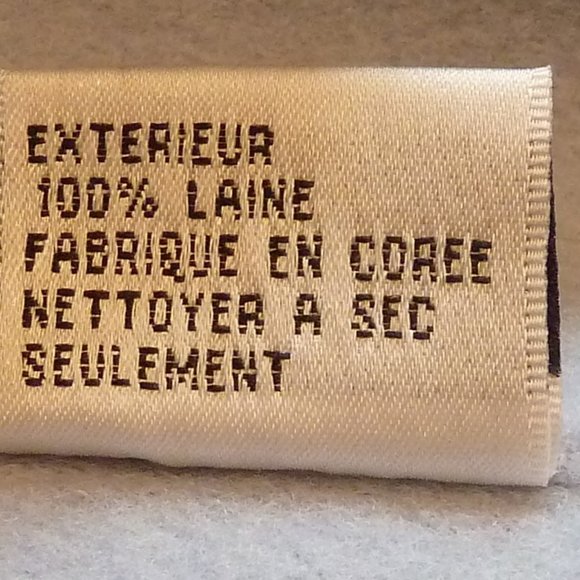 EXTERIEUR
100% LAINE
FABRIQUE EN COREE
NETTOYER A SEC
SEULEMENT